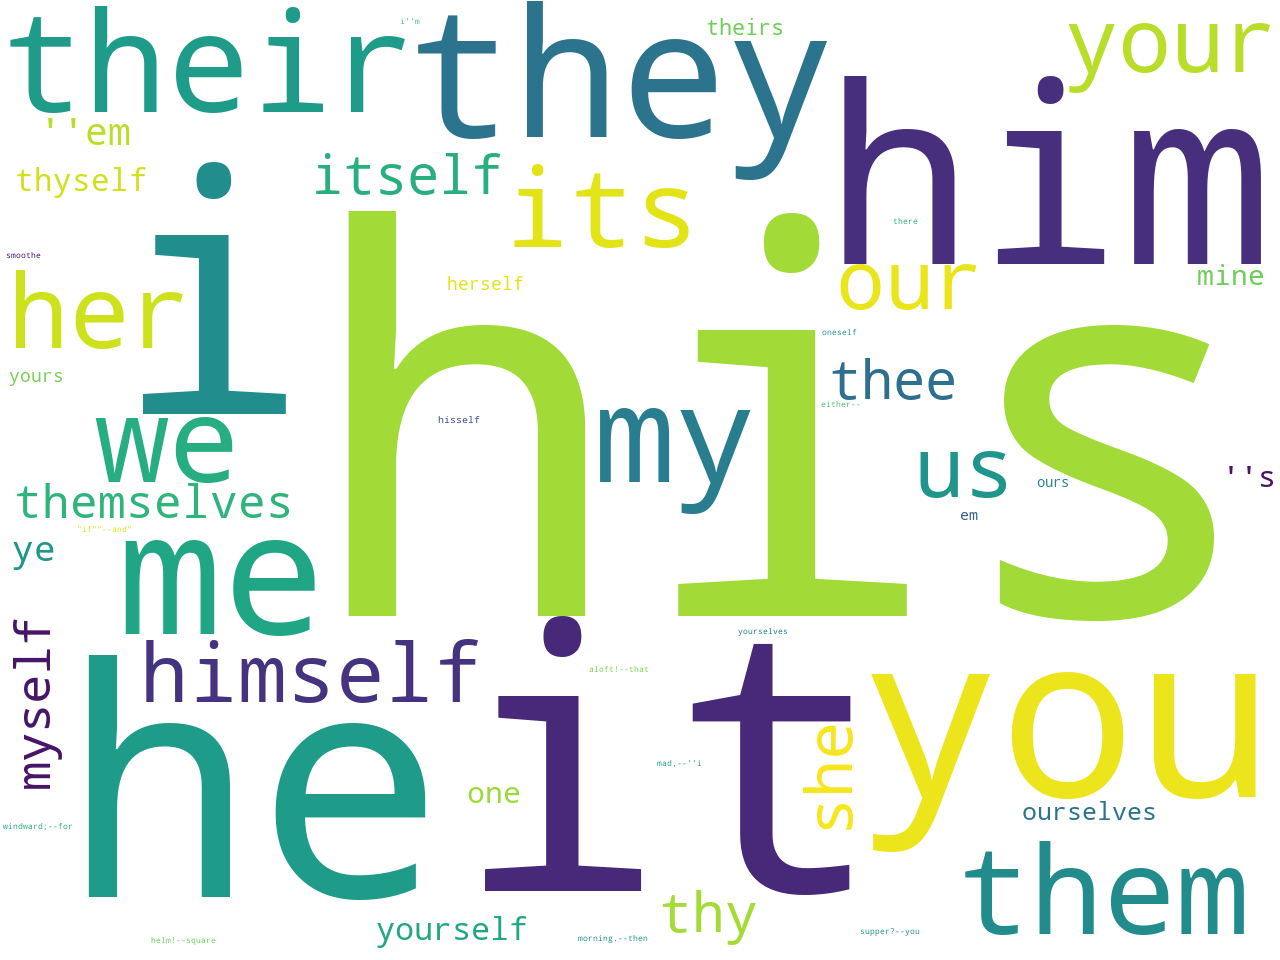 their
they
i''m
theirs
your
him
''em
thyself
i
itself
its
there
smoothe
her
herself
our
mine
his
oneself
yours
thee
either--
my
hisself
we
us
ours
''s
themselves
em
"if""--and"
ye
me
myself
himself
yourselves
aloft!--that
he
it
you
she
mad,--''i
one
ourselves
windward;--for
them
thy
yourself
helm!--square
morning.--then
supper?--you